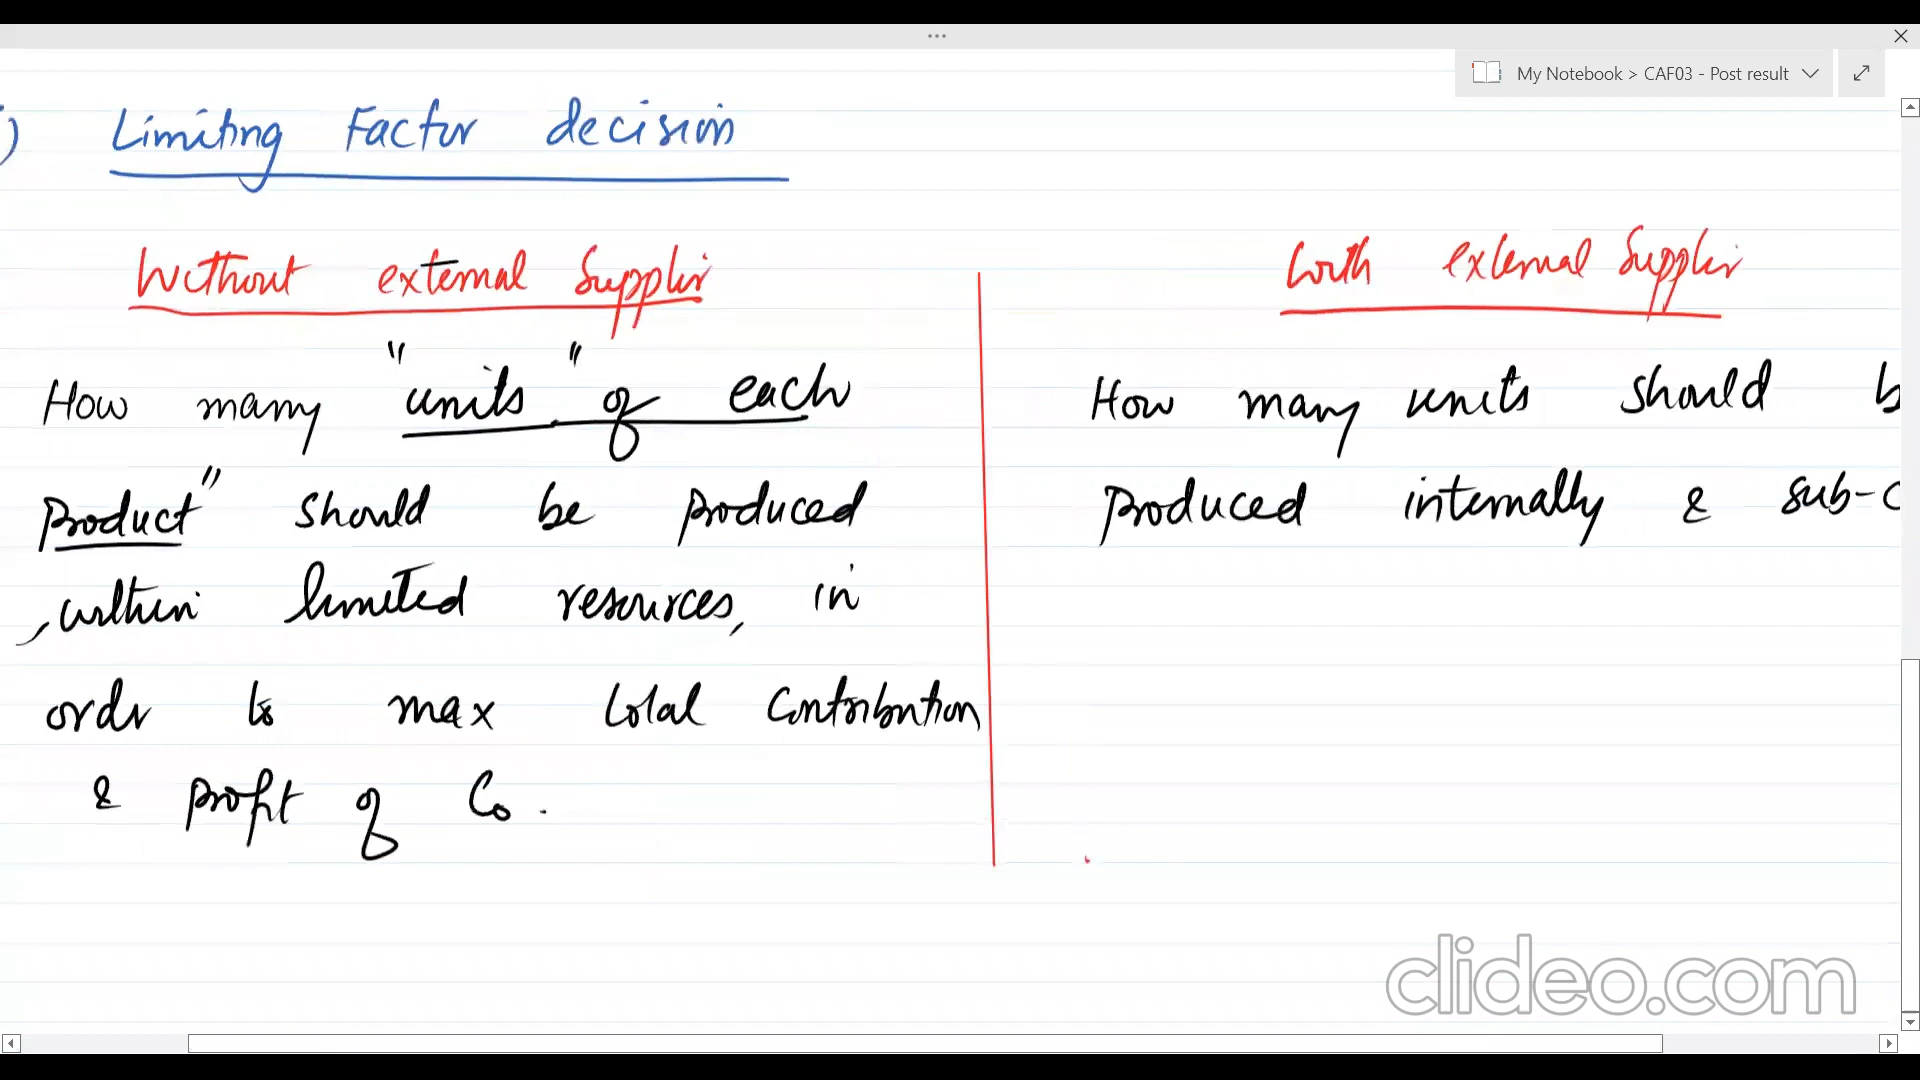 My Notebook > CAF03 - Post result
Limiting Factor decision
Without external Supplier
How many "units" of each
product" should be produced
, within limited resources, in
order to max total Contribution
& profit of Co.
With external Supplier
How many units should b
produced internally & sub-c
clideo.com